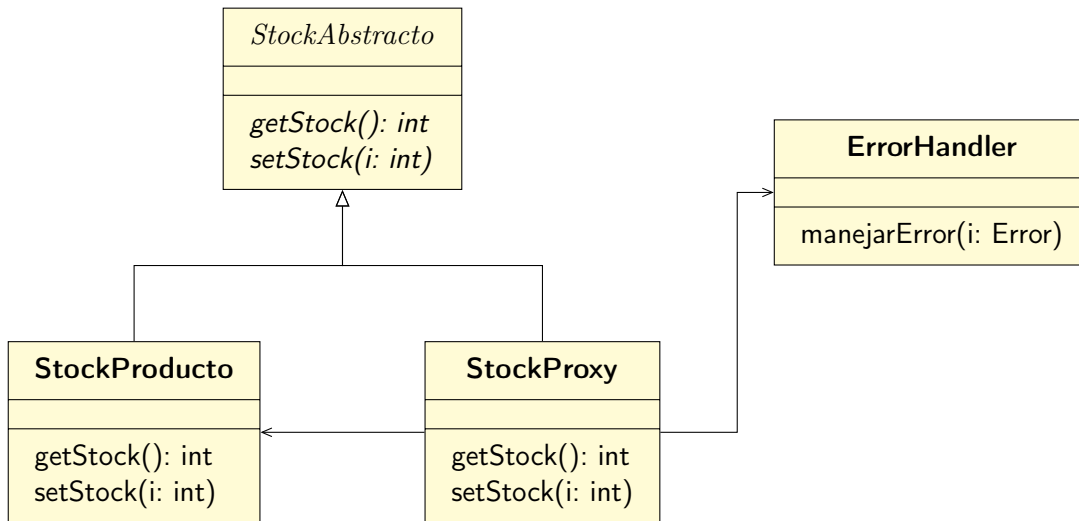 StockAbstracto
getStock(): int
setStock(i: int)
ErrorHandler
manejarError(i: Error)
StockProducto
getStock(): int
setStock(i: int)
StockProxy
getStock(): int
setStock(i: int)